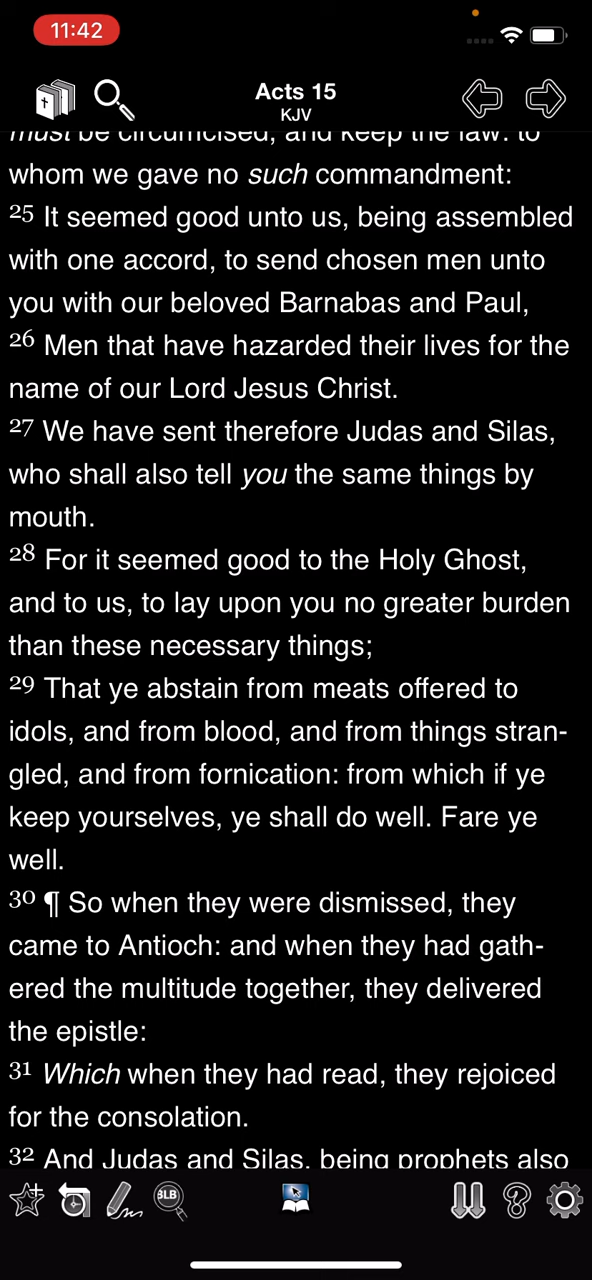 11:42
Acts 15
KJV
must be circumcised, and keep the law: to
whom we gave no such commandment:
25 It seemed good unto us, being assembled
with one accord, to send chosen men unto
you with our beloved Barnabas and Paul,
26 Men that have hazarded their lives for the
name of our Lord Jesus Christ.
27 We have sent therefore Judas and Silas,
who shall also tell you the same things by
mouth.
28 For it seemed good to the Holy Ghost,
and to us, to lay upon you no greater burden
than these necessary things;
29 That ye abstain from meats offered to
idols, and from blood, and from things stran-
gled, and from fornication: from which if ye
keep yourselves, ye shall do well. Fare ye
well.
30 ¶ So when they were dismissed, they
came to Antioch: and when they had gath-
ered the multitude together, they delivered
the epistle:
31 Which when they had read, they rejoiced
for the consolation.
32 And Judas and Silas, being prophets also
BLB